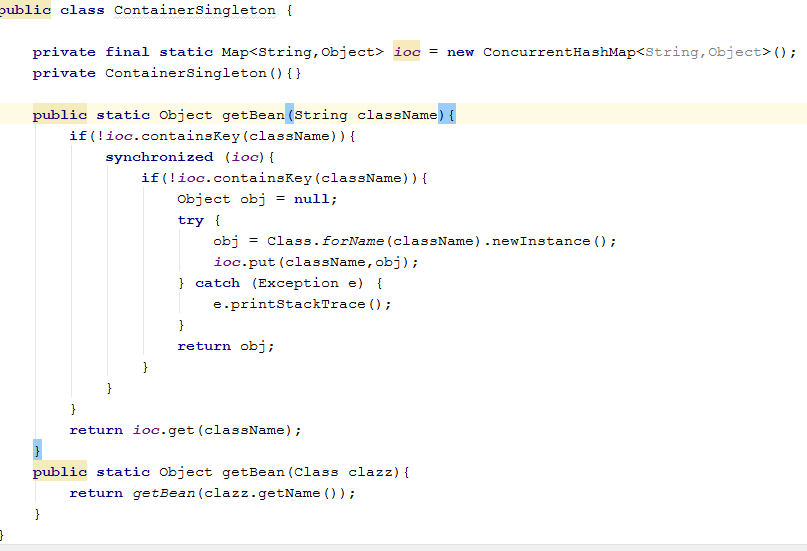 public class ContainerSingleton {
private final static Map<String,Object> ioc = new ConcurrentHashMap<String,Object>();
private ContainerSingleton(){}
public static Object getBean(String className){
if(!ioc.containsKey(className)){
synchronized (ioc){
if(!ioc.containsKey(className)){
Object obj = null;
try {
obj = Class.forName(className).newInstance();
ioc.put(className,obj);
} catch (Exception e) {
e.printStackTrace();
}
return obj;
}
}
}
return ioc.get(className);
}
public static Object getBean(Class clazz){
return getBean(clazz.getName());
}
}